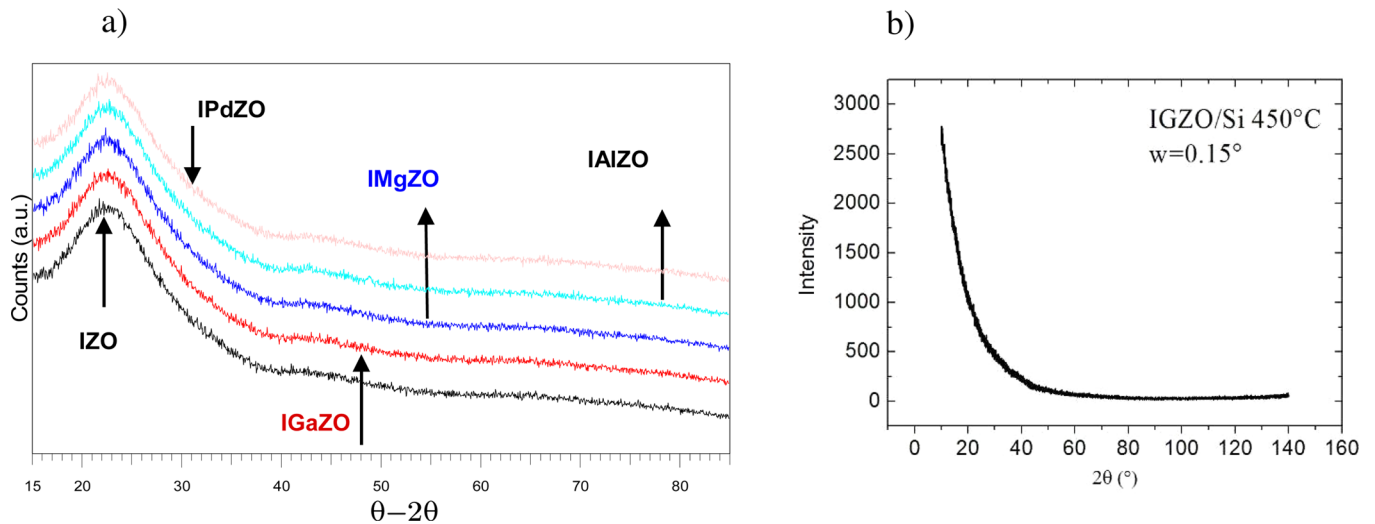 a)
IPdZO
IMgZO
IAlZO
IZO
IGaZO
Counts (a.u.)
15 20 30 40 50 60 70 80
θ–2θ
b)
IGZO/Si 450°C
w=0.15°
Intensity
3000
2500
2000
1500
1000
500
0
0 20 40 60 80 100 120 140 160
2θ (°)